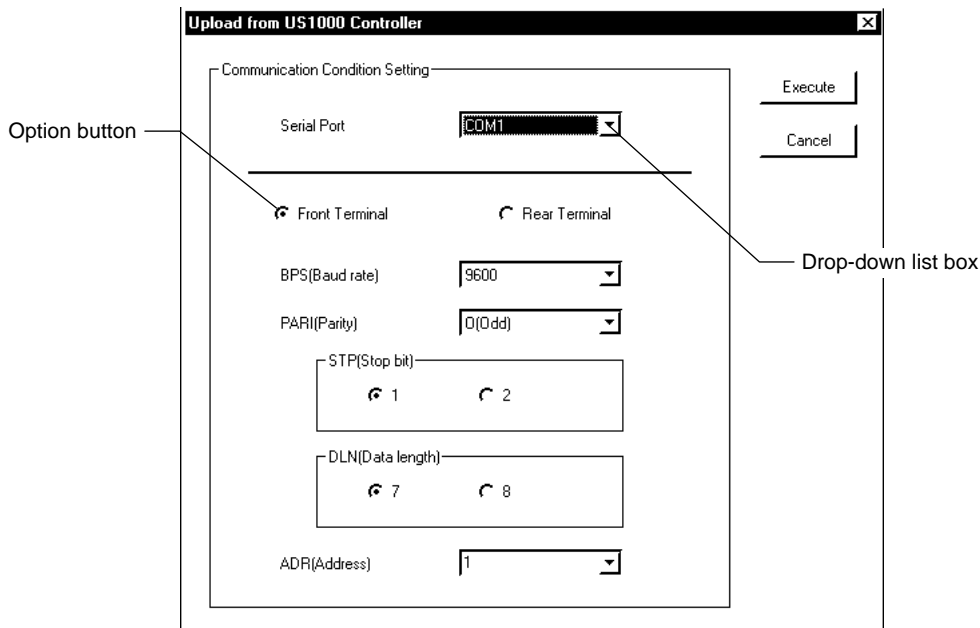 Upload from US1000 Controller
Communication Condition Setting
Execute
Serial Port COM1
Option button
Cancel
Front Terminal Rear Terminal
Drop-down list box
BPS(Baud rate) 9600
PARI(Parity) O(Odd)
STP(Stop bit)
1 2
DLN(Data length)
7 8
ADR(Address) 1